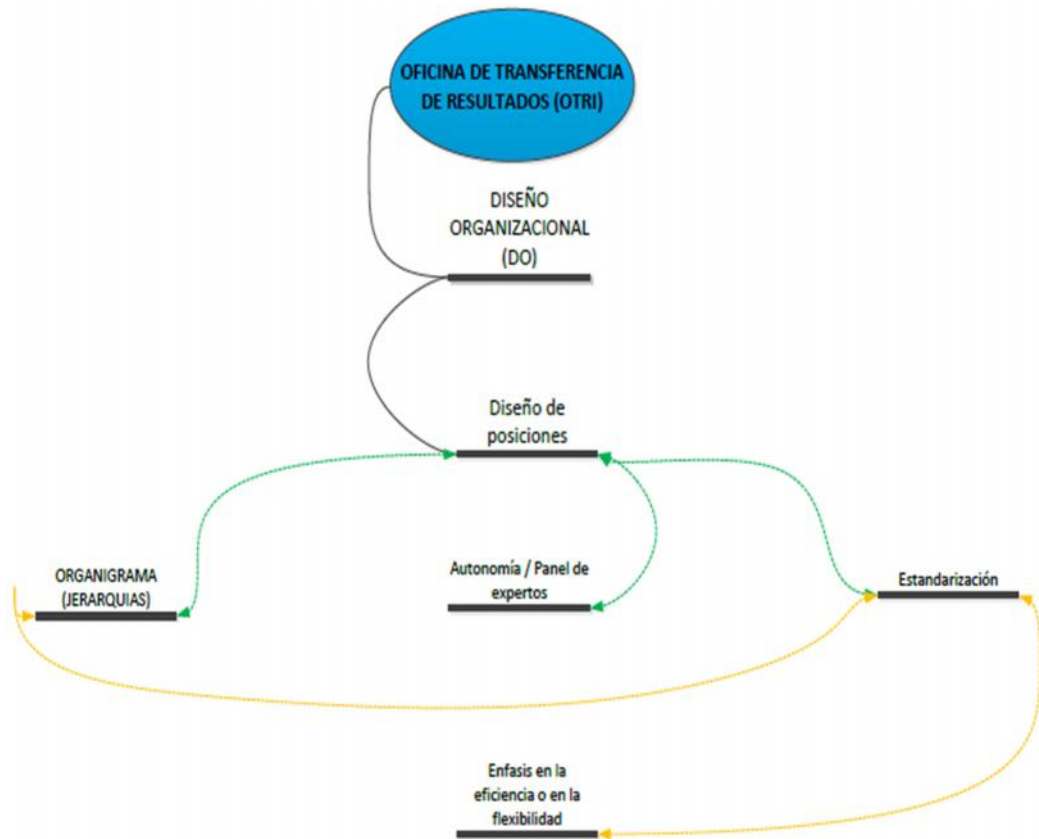 OFICINA DE TRANSFERENCIA
DE RESULTADOS (OTRI)
DISEÑO
ORGANIZACIONAL
(DO)
Diseño de
posiciones
ORGANIGRAMA
(JERARQUIAS)
Autonomía / Panel de
expertos
Estandarización
Enfasis en la
eficiencia o en la
flexibilidad